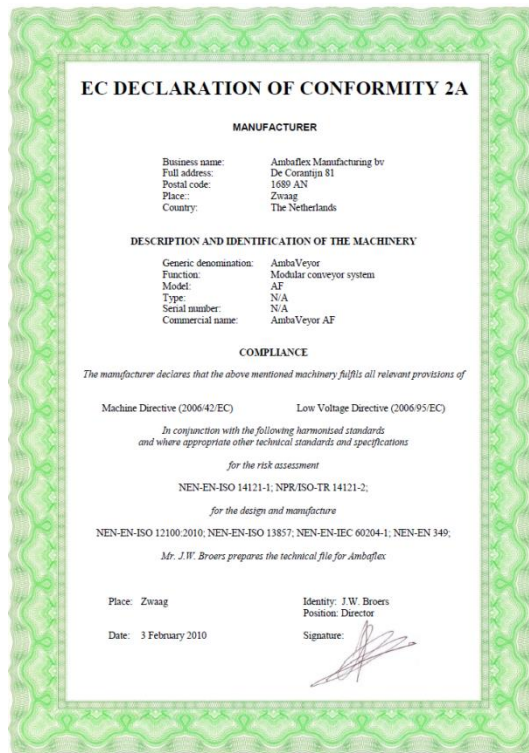 EC DECLARATION OF CONFORMITY 2A
MANUFACTURER
Business name: Ambaflex Manufacturing bv
Full address: De Corantijn 81
Postal code: 1689 AN
Place:: Zwaag
Country: The Netherlands
DESCRIPTION AND IDENTIFICATION OF THE MACHINERY
Generic denomination: AmbaVeyor
Function: Modular conveyor system
Model: AF
Type: N/A
Serial number: N/A
Commercial name: AmbaVeyor AF
COMPLIANCE
The manufacturer declares that the above mentioned machinery fulfils all relevant provisions of
Machine Directive (2006/42/EC) Low Voltage Directive (2006/95/EC)
In conjunction with the following harmonised standards
and where appropriate other technical standards and specifications
for the risk assessment
NEN-EN-ISO 14121-1; NPR/ISO-TR 14121-2;
for the design and manufacture
NEN-EN-ISO 12100:2010; NEN-EN-ISO 13857; NEN-EN-IEC 60204-1; NEN-EN 349;
Mr. J.W. Broers prepares the technical file for Ambaflex
Place: Zwaag Identity: J.W. Broers
Position: Director
Date: 3 February 2010 Signature: